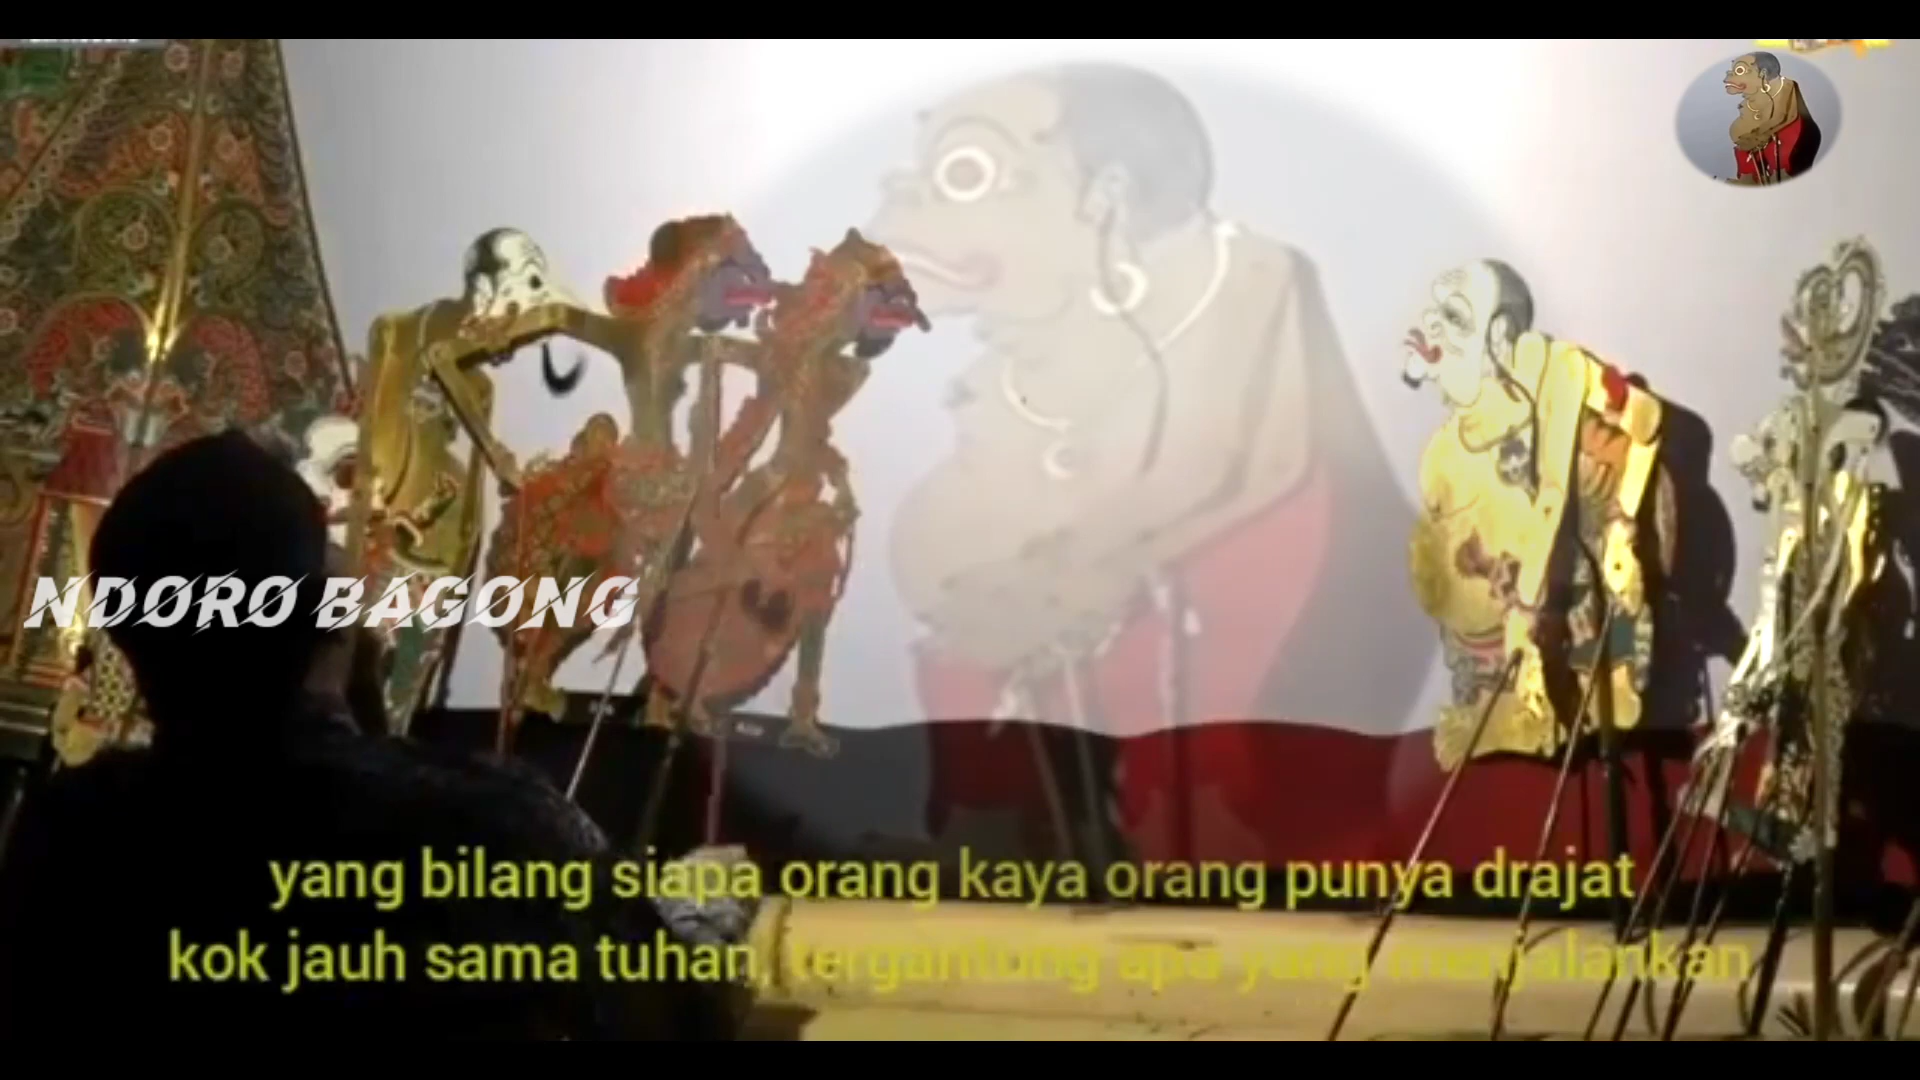 NDORO BAGONG
yang bilang siapa orang kaya orang punya drajat
kok jauh sama tuhan, tergantung apa yang menjalankan